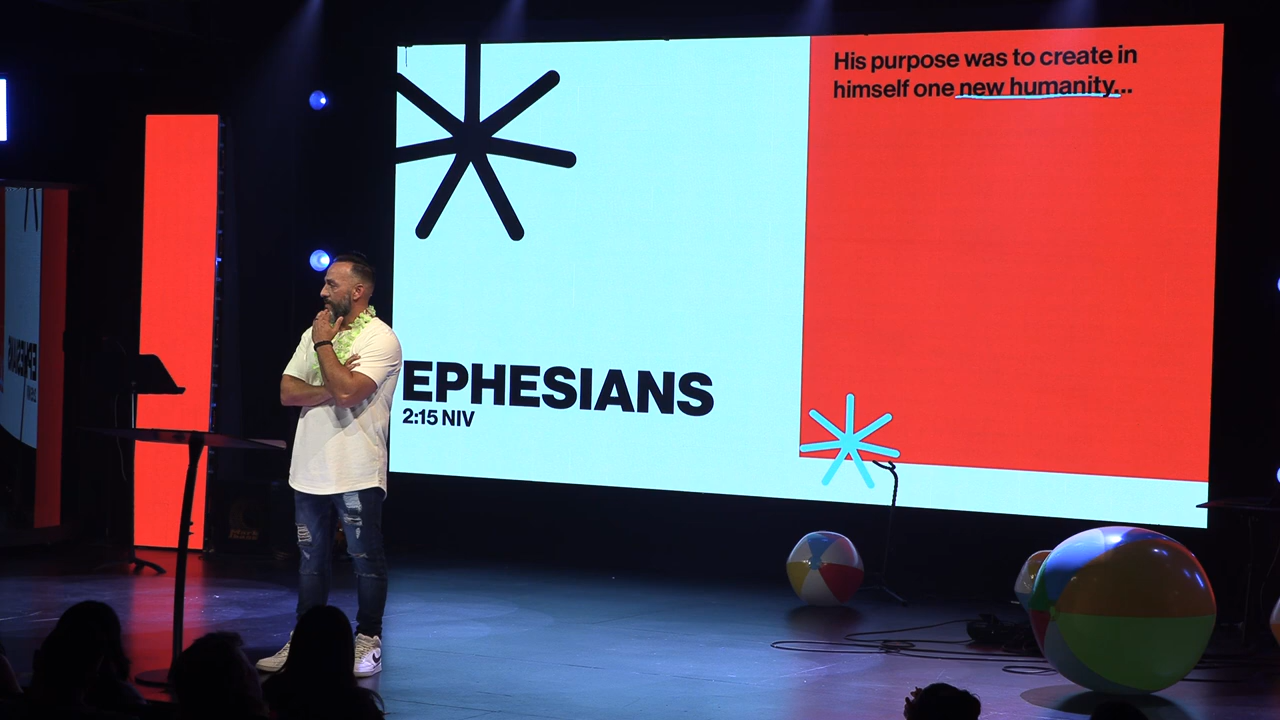 His purpose was to create in
himself one new humanity...
EPHESIANS
2:15 NIV